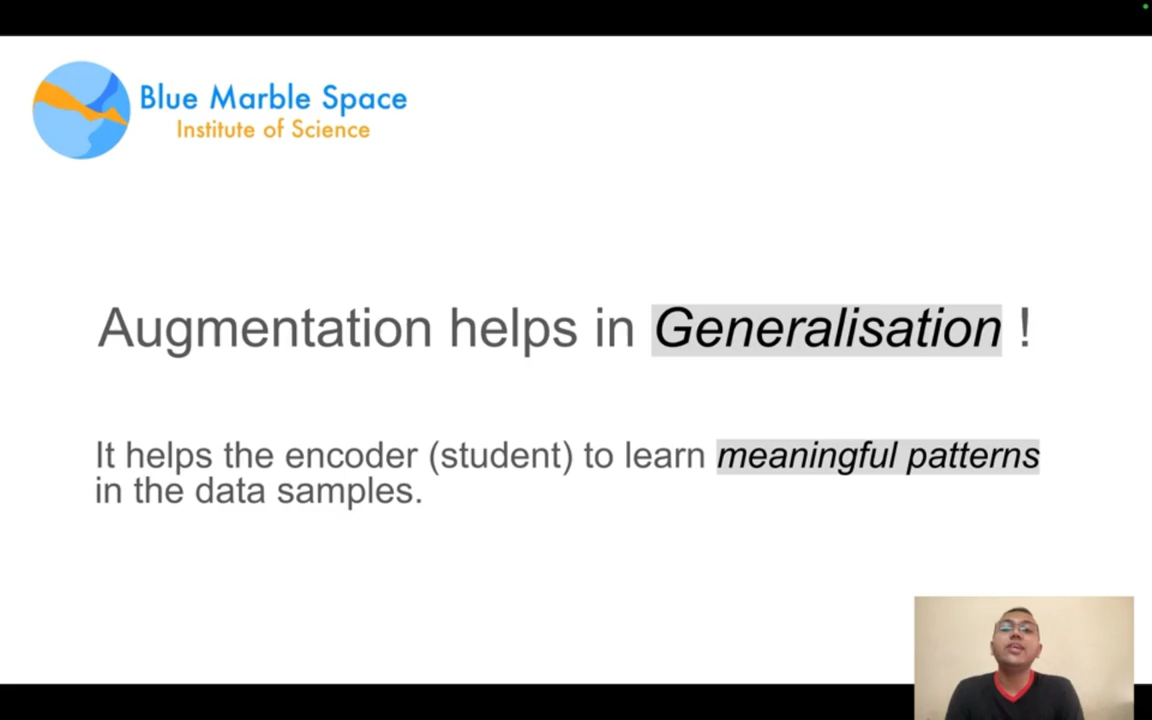 Blue Marble Space
Institute of Science
Augmentation helps in Generalisation !
It helps the encoder (student) to learn meaningful patterns
in the data samples.